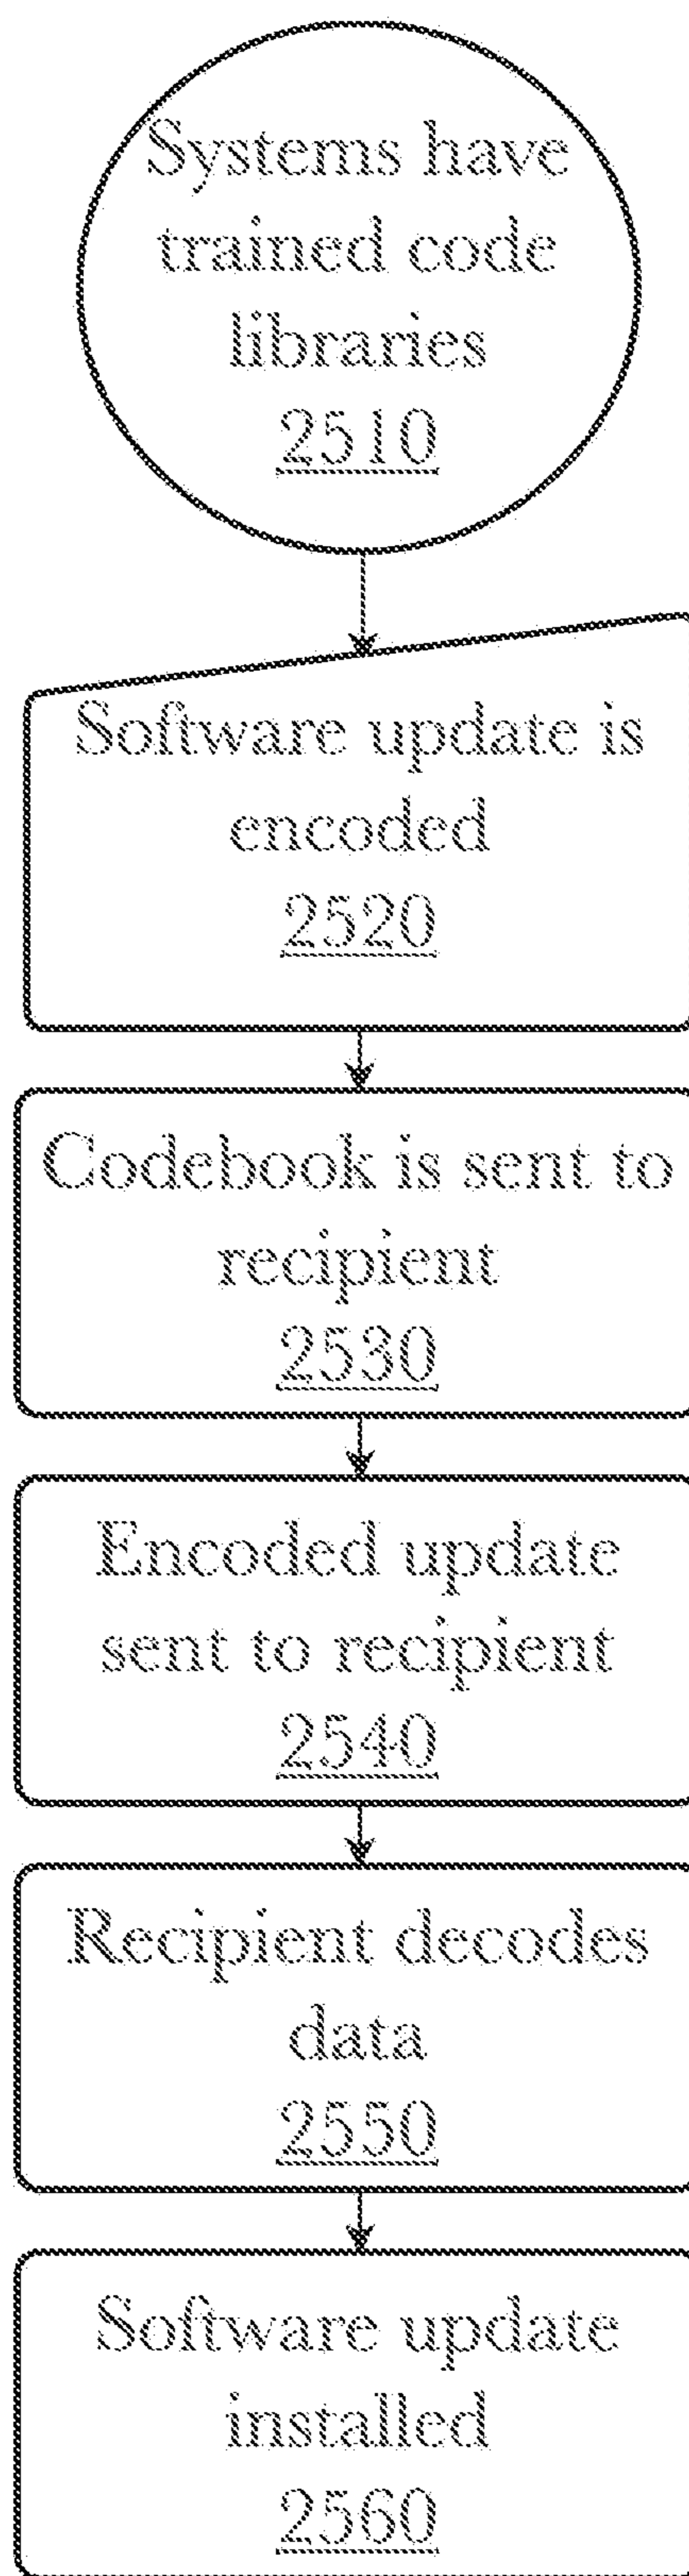 Systems have
trained code
libraries
2510
Software update is
encoded
2520
Codebook is sent to
recipient
2530
Encoded update
sent to recipient
2540
Recipient decodes
data
2550
Software update
installed
2560